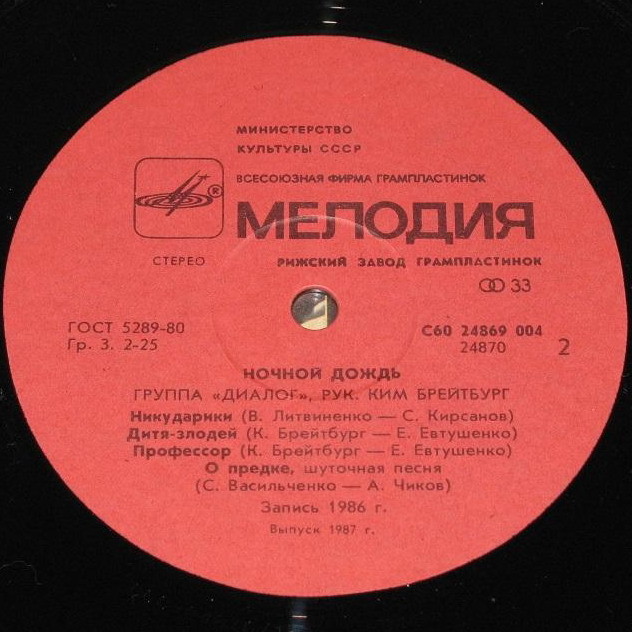 МИНИСТЕРСТВО
КУЛЬТУРЫ СССР
ВСЕСОЮЗНАЯ ФИРМА ГРАМПЛАСТИНОК
®
МЕЛОДИЯ
СТЕРЕО
РИЖСКИЙ ЗАВОД ГРАМПЛАСТИНОК
33
ГОСТ 5289-80
С60 24869 004
Гр. 3. 2-25
24870
2
НОЧНОЙ ДОЖДЬ
ГРУППА «ДИАЛОГ», РУК. КИМ БРЕЙТБУРГ
Никударики (В. Литвиненко — С. Кирсанов)
Дитя-злодей (К. Брейтбург — Е. Евтушенко)
Профессор (К. Брейтбург — Е. Евтушенко)
О предке, шуточная песня
(С. Васильченко — А. Чиков)
Запись 1986 г.
Выпуск 1987 г.